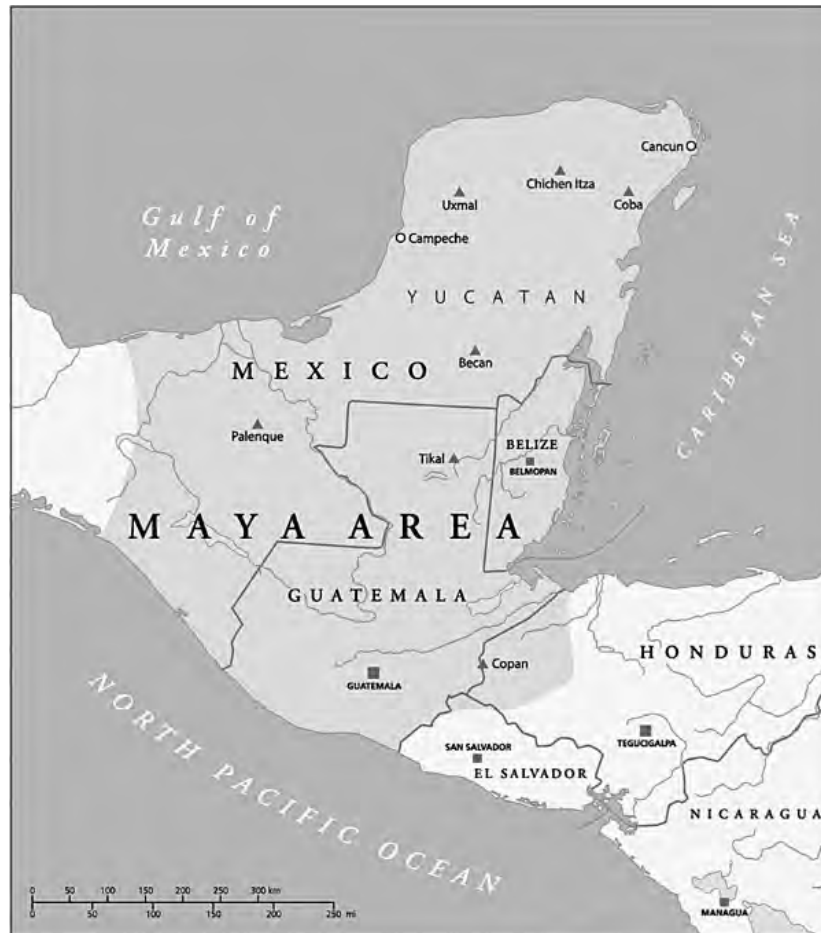 Cancun
Chichen Itza
Uxmal
Coba
Gulf of
Mexico
Campeche
CARIBBEAN SEA
YUCATAN
MEXICO
Becan
Palenque
Tikal
BELIZE
BELMOPAN
MAYA AREA
GUATEMALA
HONDURAS
Copan
GUATEMALA
NORTH PACIFIC OCEAN
TEGUCIGALPA
SAN SALVADOR
EL SALVADOR
NICARAGUA
MANAGUA
0 50 100 150 200 300 km
0 50 100 150 200 250 mi